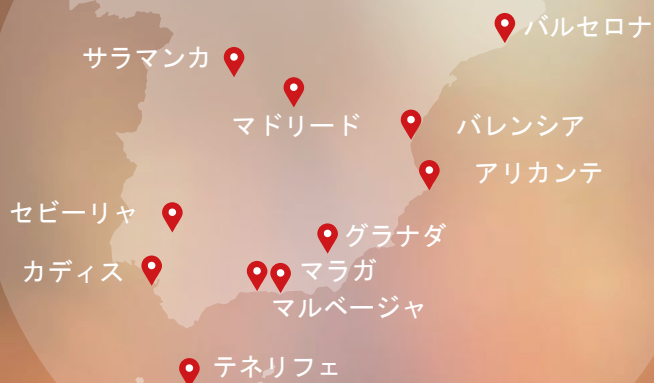 バルセロナ
サラマンカ
マドリード
バレンシア
アリカンテ
セビーリャ
グラナダ
カディス
マラガ
マルベージャ
テネリフェ